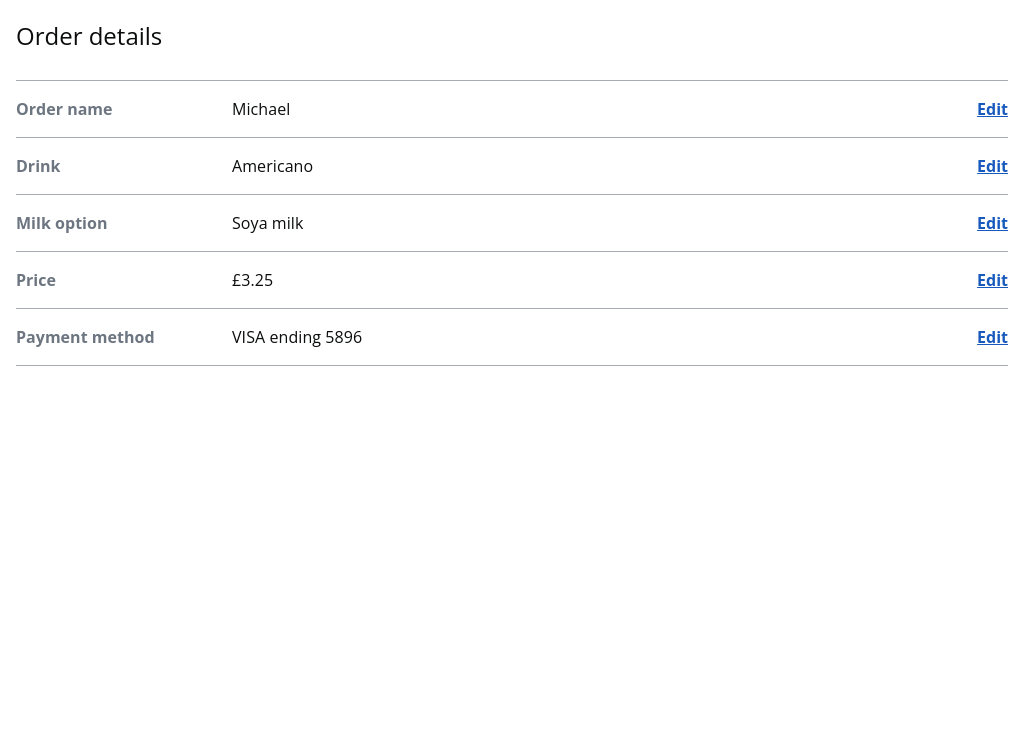 Order details
Order name Michael Edit
Drink Americano Edit
Milk option Soya milk Edit
Price £3.25 Edit
Payment method VISA ending 5896 Edit